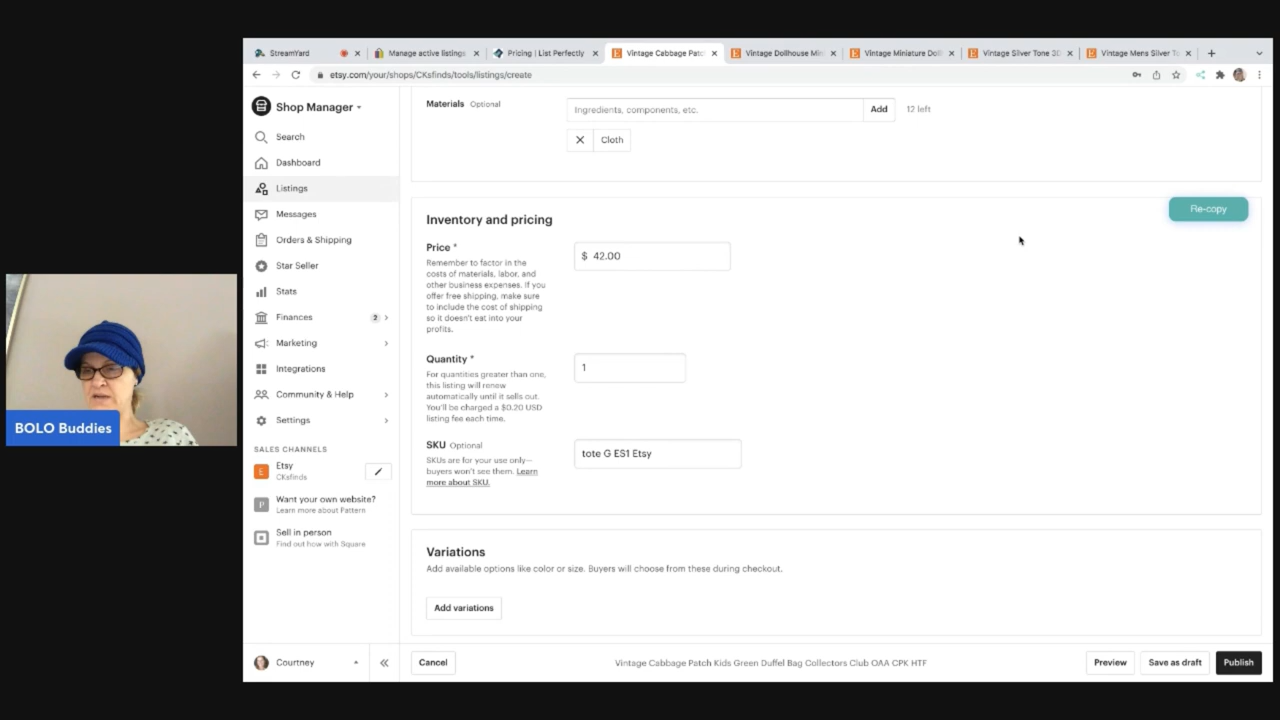 StreamYard
Manage active listings
Pricing | List Perfectly
Vintage Cabbage Patc
Vintage Dollhouse Min
Vintage Miniature Doll
Vintage Silver Tone 3D
Vintage Mens Silver To
etsy.com/your/shops/CKsfinds/tools/listings/create
Shop Manager
Search
Dashboard
Listings
Messages
Orders & Shipping
Star Seller
Stats
Finances 2
Marketing
Integrations
Community & Help
Settings
SALES CHANNELS
E Etsy
CKsfinds
P Want your own website?
Learn more about Pattern
Sell in person
Find out how with Square
Courtney
Materials Optional
Ingredients, components, etc.
Add
12 left
Cloth
Inventory and pricing
Re-copy
Price *
Remember to factor in the
costs of materials, labor, and
other business expenses. If you
offer free shipping, make sure
to include the cost of shipping
so it doesn't eat into your
profits.
$ 42.00
Quantity *
For quantities greater than one,
this listing will renew
automatically until it sells out.
You'll be charged a $0.20 USD
listing fee each time.
1
SKU Optional
SKUs are for your use only—
buyers won't see them. Learn
more about SKU.
tote G ES1 Etsy
Variations
Add available options like color or size. Buyers will choose from these during checkout.
Add variations
Cancel
Vintage Cabbage Patch Kids Green Duffel Bag Collectors Club OAA CPK HTF
Preview
Save as draft
Publish
BOLO Buddies